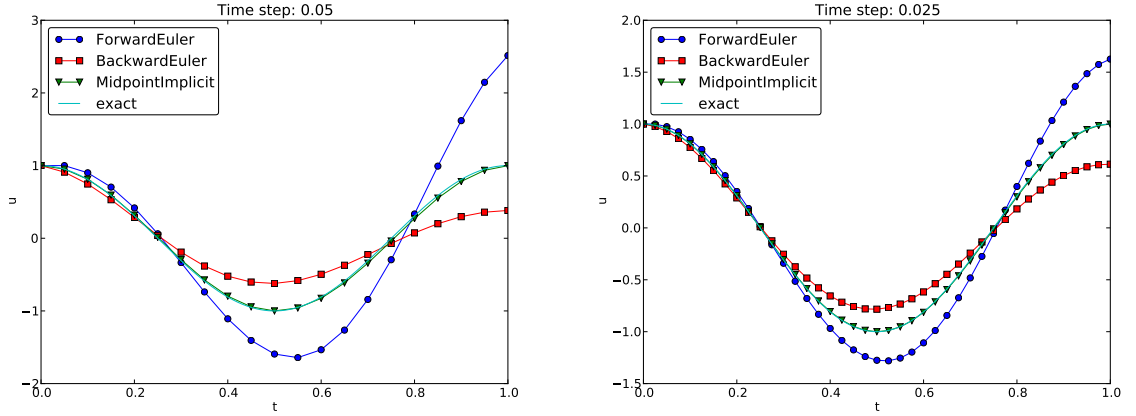 Time step: 0.05
ForwardEuler
BackwardEuler
MidpointImplicit
exact
3
2
1
0
−1
−2
u
0.0 0.2 0.4 0.6 0.8 1.0
t
Time step: 0.025
ForwardEuler
BackwardEuler
MidpointImplicit
exact
2.0
1.5
1.0
0.5
0.0
−0.5
−1.0
−1.5
u
0.0 0.2 0.4 0.6 0.8 1.0
t